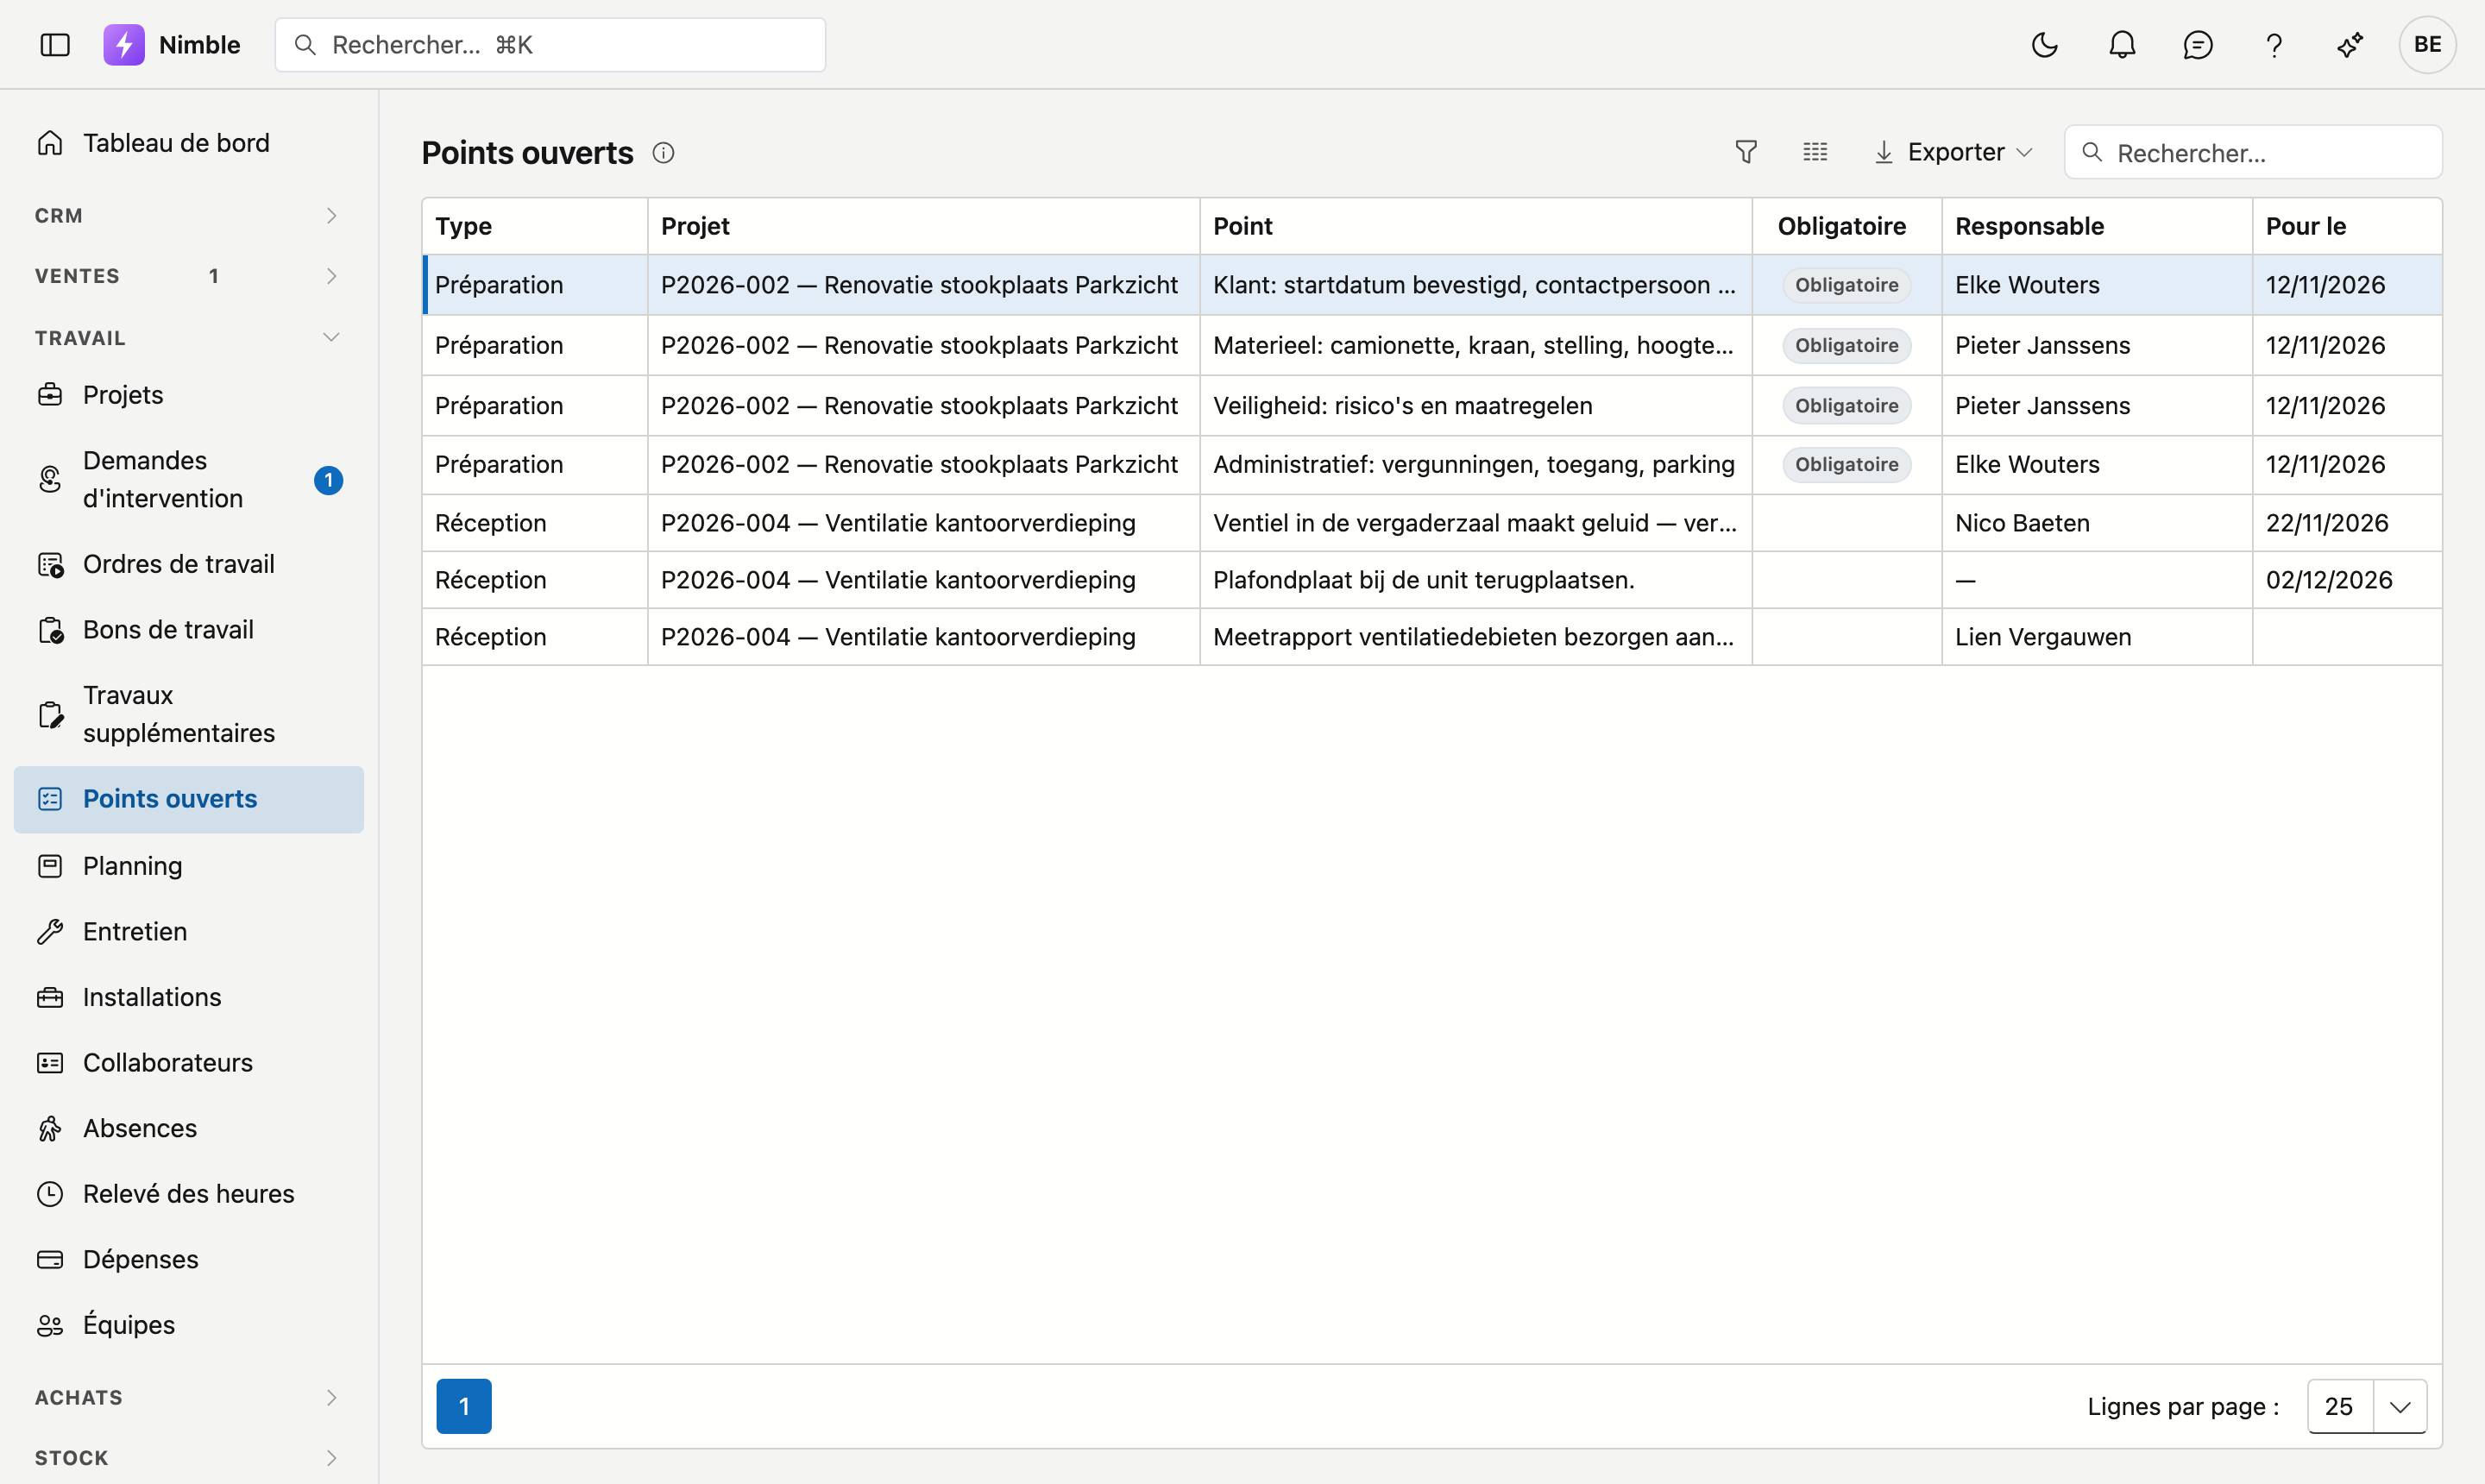 Nimble
Rechercher... ⌘K
BE
Tableau de bord
CRM
VENTES 1
TRAVAIL
Projets
Demandes
d'intervention
1
Ordres de travail
Bons de travail
Travaux
supplémentaires
Points ouverts
Planning
Entretien
Installations
Collaborateurs
Absences
Relevé des heures
Dépenses
Équipes
ACHATS
STOCK
Points ouverts
Exporter
Rechercher...
Type Projet Point Obligatoire Responsable Pour le
Préparation P2026-002 — Renovatie stookplaats Parkzicht Klant: startdatum bevestigd, contactpersoon ... Obligatoire Elke Wouters 12/11/2026
Préparation P2026-002 — Renovatie stookplaats Parkzicht Materieel: camionette, kraan, stelling, hoogte... Obligatoire Pieter Janssens 12/11/2026
Préparation P2026-002 — Renovatie stookplaats Parkzicht Veiligheid: risico's en maatregelen Obligatoire Pieter Janssens 12/11/2026
Préparation P2026-002 — Renovatie stookplaats Parkzicht Administratief: vergunningen, toegang, parking Obligatoire Elke Wouters 12/11/2026
Réception P2026-004 — Ventilatie kantoorverdieping Ventiel in de vergaderzaal maakt geluid — ver... Nico Baeten 22/11/2026
Réception P2026-004 — Ventilatie kantoorverdieping Plafondplaat bij de unit terugplaatsen. — 02/12/2026
Réception P2026-004 — Ventilatie kantoorverdieping Meetrapport ventilatiedebieten bezorgen aan... Lien Vergauwen
1
Lignes par page : 25